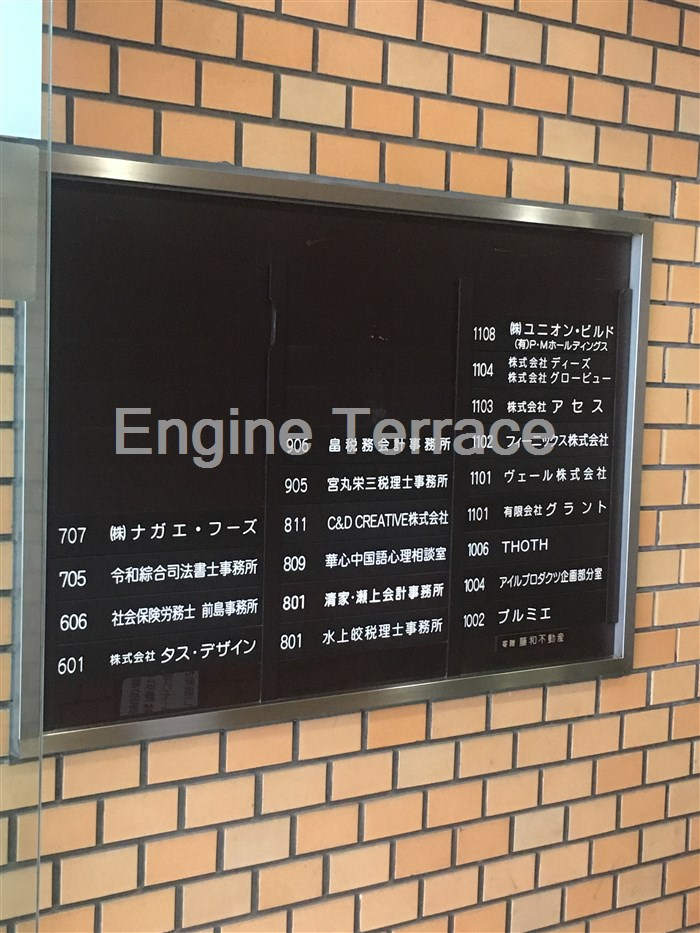 707 ㈱ナガエ・フーズ
705 令和綜合司法書士事務所
606 社会保険労務士 前島事務所
601 株式会社 タス・デザイン
906 畠税務会計事務所
905 宮丸栄三税理士事務所
811 C&D CREATIVE株式会社
809 華心中国語心理相談室
801 清家・瀬上会計事務所
801 水上皎税理士事務所
1108 ㈱ユニオン・ビルド
(有)P・Mホールディングス
1104 株式会社 ディーズ
株式会社 グロービュー
1103 株式会社 アセス
1102 フィーニックス株式会社
1101 ヴェール株式会社
1101 有限会社 グラント
1006 THOTH
1004 アイルプロダクツ企画部分室
1002 プルミエ
藤和不動産
Engine Terrace